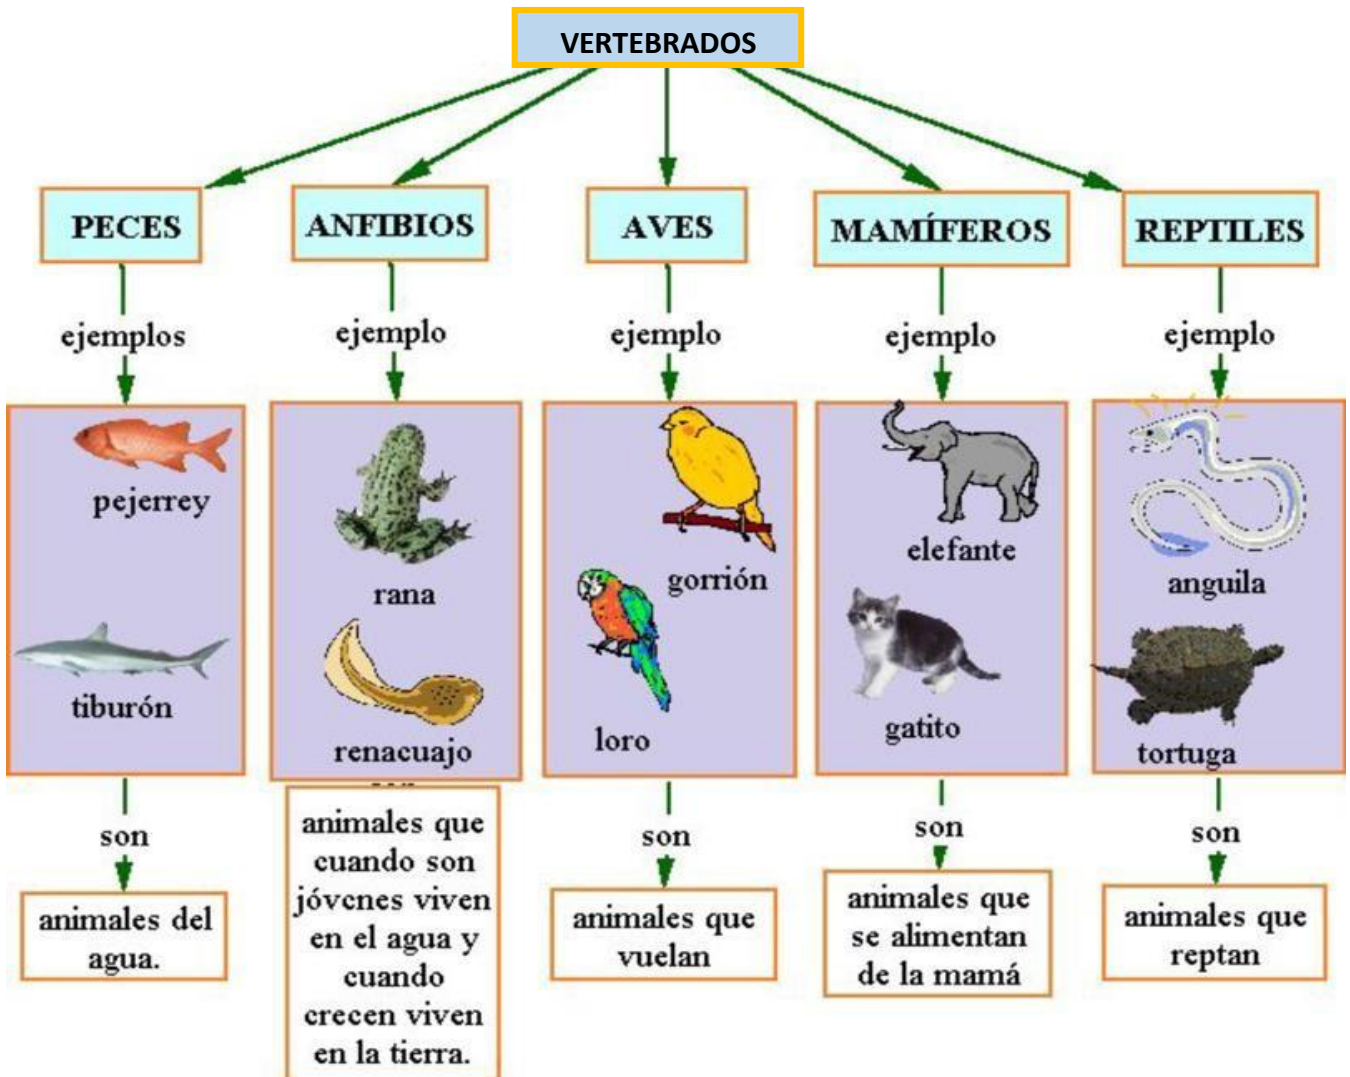 VERTEBRADOS
PECES
ANFIBIOS
AVES
MAMÍFEROS
REPTILES
ejemplos
ejemplo
ejemplo
ejemplo
ejemplo
pejerrey
tiburón
rana
renacuajo
gorrión
loro
elefante
gatito
anguila
tortuga
son
animales del
agua.
animales que
cuando son
jóvenes viven
en el agua y
cuando
crecen viven
en la tierra.
son
animales que
vuelan
son
animales que
se alimentan
de la mamá
son
animales que
reptan